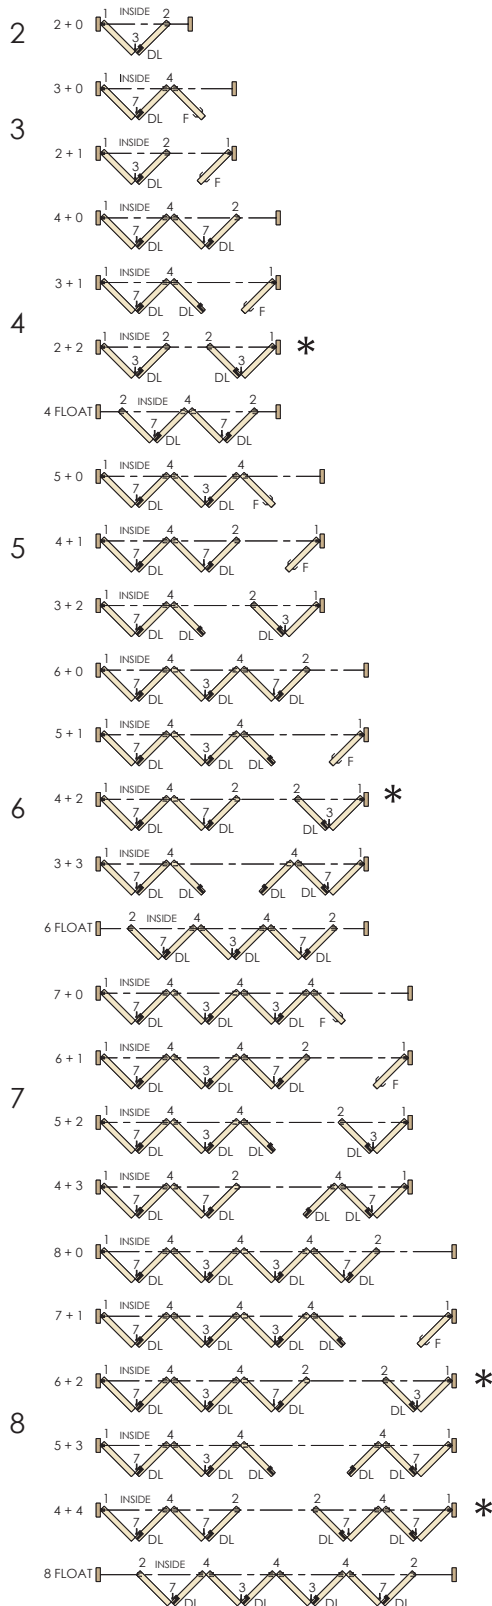 2
1 INSIDE 2
2 + 0
3
DL
3
1 INSIDE 4
3 + 0
7
DL F
1 INSIDE 2 1
2 + 1
3
DL F
4
1 INSIDE 4 2
4 + 0
7 7
DL DL
1 INSIDE 4 1
3 + 1
7
DL DL F
1 INSIDE 2 2 1
2 + 2 *
3 3
DL DL
2 INSIDE 4 2
4 FLOAT
7 7
DL DL
5
1 INSIDE 4 4
5 + 0
7 3
DL DL F
1 INSIDE 4 2 1
4 + 1
7 7
DL DL F
1 INSIDE 4 2 1
3 + 2
7 3
DL DL DL
6
1 INSIDE 4 4 2
6 + 0
7 3 7
DL DL DL
1 INSIDE 4 4 1
5 + 1
7 3
DL DL DL F
1 INSIDE 4 2 2 1
4 + 2 *
7 7 3
DL DL DL
1 INSIDE 4 4 1
3 + 3
7 7
DL DL DL DL
2 INSIDE 4 4 2
6 FLOAT
7 3 7
DL DL DL
7
1 INSIDE 4 4 4
7 + 0
7 3 3
DL DL DL F
1 INSIDE 4 4 2 1
6 + 1
7 3 7
DL DL DL F
1 INSIDE 4 4 2 1
5 + 2
7 3 3
DL DL DL DL
1 INSIDE 4 2 4 1
4 + 3
7 7 7
DL DL DL DL
8
1 INSIDE 4 4 4 2
8 + 0
7 3 3 7
DL DL DL DL
1 INSIDE 4 4 4 1
7 + 1
7 3 3
DL DL DL DL F
1 INSIDE 4 4 2 2 1
6 + 2 *
7 3 7 3
DL DL DL DL
1 INSIDE 4 4 4 1
5 + 3
7 3 7
DL DL DL DL DL
1 INSIDE 4 2 2 4 1
4 + 4 *
7 7 7 7
DL DL DL DL
2 INSIDE 4 4 4 2
8 FLOAT
7 3 3 7
DL DL DL DL